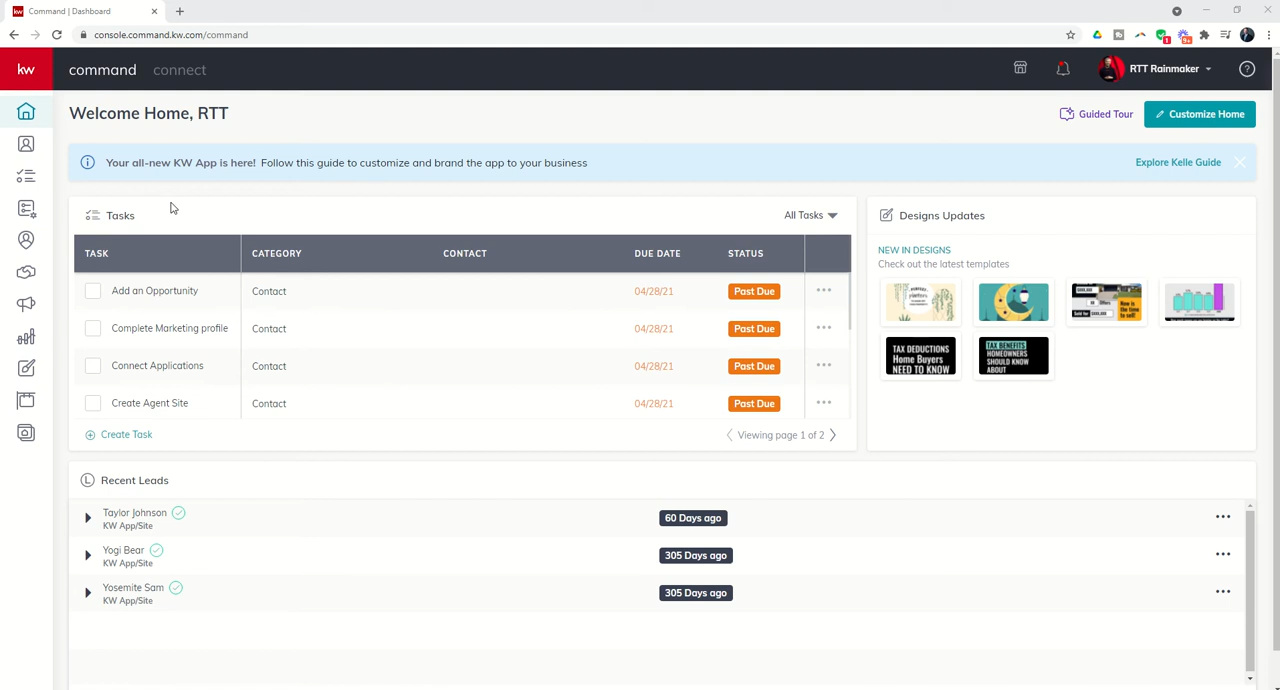 Command | Dashboard
console.command.kw.com/command
1
9+
kw
command connect
RTT Rainmaker
Welcome Home, RTT
Guided Tour
Customize Home
Your all-new KW App is here! Follow this guide to customize and brand the app to your business
Explore Kelle Guide
Tasks
All Tasks
TASK CATEGORY CONTACT DUE DATE STATUS
Add an Opportunity Contact 04/28/21 Past Due
Complete Marketing profile Contact 04/28/21 Past Due
Connect Applications Contact 04/28/21 Past Due
Create Agent Site Contact 04/28/21 Past Due
Create Task
Viewing page 1 of 2
Designs Updates
NEW IN DESIGNS
Check out the latest templates
TAX DEDUCTIONS
Home Buyers
NEED TO KNOW
TAX BENEFITS
HOMEOWNERS
SHOULD KNOW
ABOUT
Recent Leads
Taylor Johnson
KW App/Site
60 Days ago
Yogi Bear
KW App/Site
305 Days ago
Yosemite Sam
KW App/Site
305 Days ago